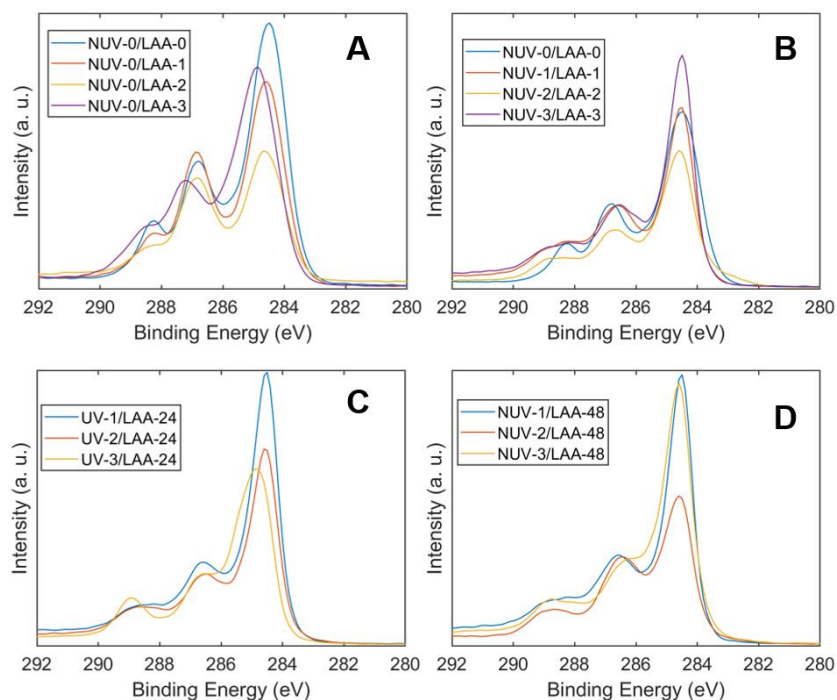 A
NUV-0/LAA-0
NUV-0/LAA-1
NUV-0/LAA-2
NUV-0/LAA-3
Intensity (a. u.)
292 290 288 286 284 282 280
Binding Energy (eV)
B
NUV-0/LAA-0
NUV-1/LAA-1
NUV-2/LAA-2
NUV-3/LAA-3
Intensity (a. u.)
292 290 288 286 284 282 280
Binding Energy (eV)
C
UV-1/LAA-24
UV-2/LAA-24
UV-3/LAA-24
Intensity (a. u.)
292 290 288 286 284 282 280
Binding Energy (eV)
D
NUV-1/LAA-48
NUV-2/LAA-48
NUV-3/LAA-48
Intensity (a. u.)
292 290 288 286 284 282 280
Binding Energy (eV)